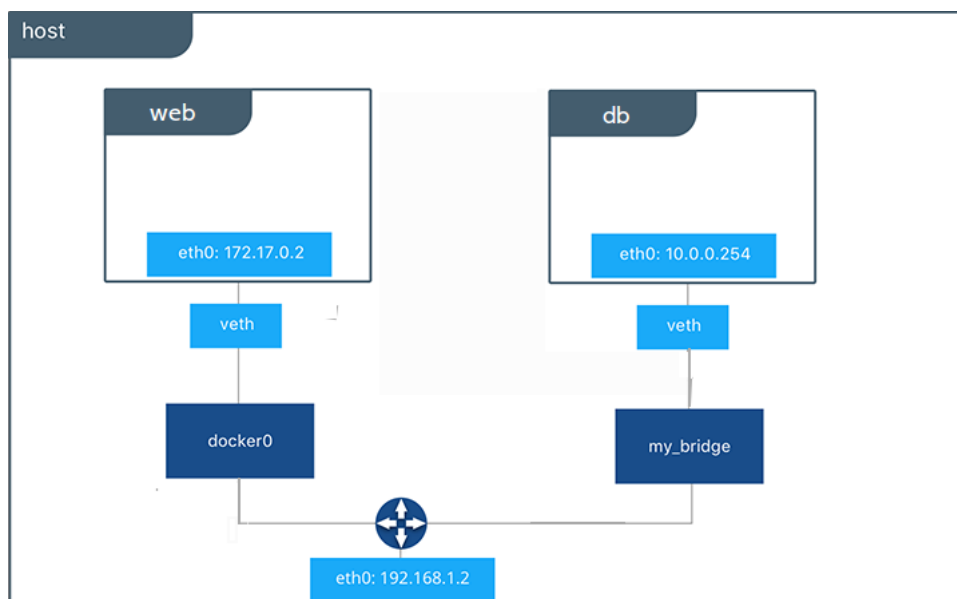 host
web
db
eth0: 172.17.0.2
eth0: 10.0.0.254
veth
veth
docker0
my_bridge
eth0: 192.168.1.2